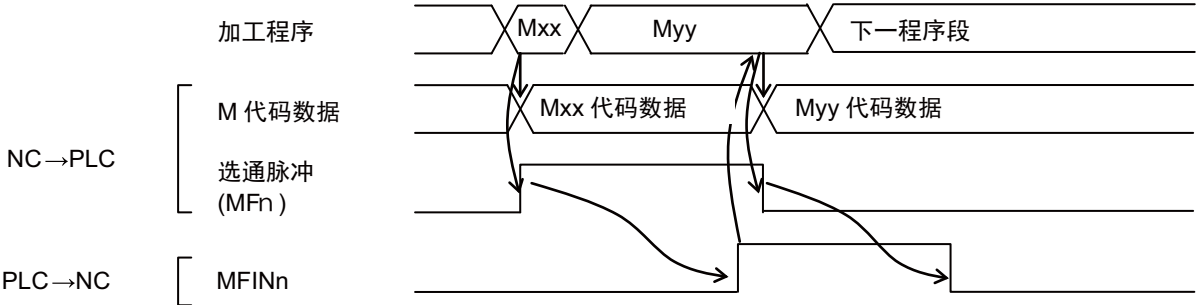 加工程序 Mxx Myy 下一程序段
M 代码数据 Mxx 代码数据 Myy 代码数据
NC→PLC
选通脉冲
(MFn )
PLC→NC MFINn